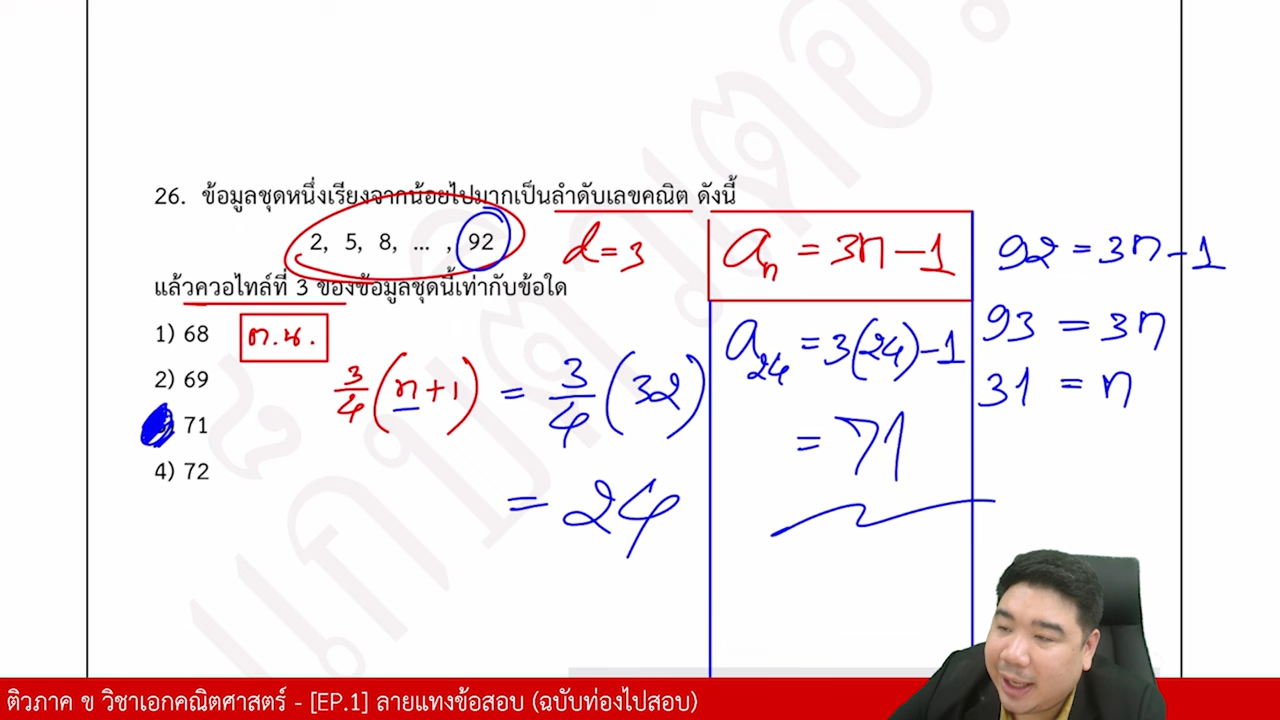 26. ข้อมูลชุดหนึ่งเรียงจากน้อยไปมากเป็นลำดับเลขคณิต ดังนี้
2, 5, 8, ... , 92
d = 3
aₙ = 3n - 1
92 = 3n - 1
แล้วควอไทล์ที่ 3 ของข้อมูลชุดนี้เท่ากับข้อใด
1) 68
ต.น.
93 = 3n
a₂₄ = 3(24) - 1
2) 69
3/4 (n + 1) = 3/4 (32)
31 = n
71
= 71
4) 72
= 24
ติวภาค ข วิชาเอกคณิตศาสตร์ - [EP.1] ลายแทงข้อสอบ (ฉบับท่องไปสอบ)